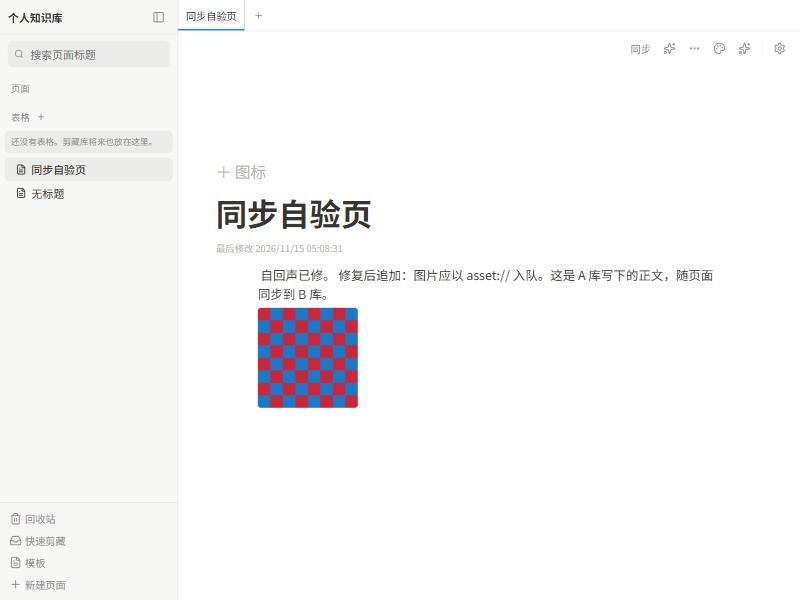 个人知识库
搜索页面标题
页面
表格
还没有表格。剪藏库将来也放在这里。
同步自验页
无标题
回收站
快速剪藏
模板
新建页面
同步自验页
同步
图标
同步自验页
最后修改 2026/11/15 05:08:31
自回声已修。 修复后追加：图片应以 asset:// 入队。这是 A 库写下的正文，随页面
同步到 B 库。